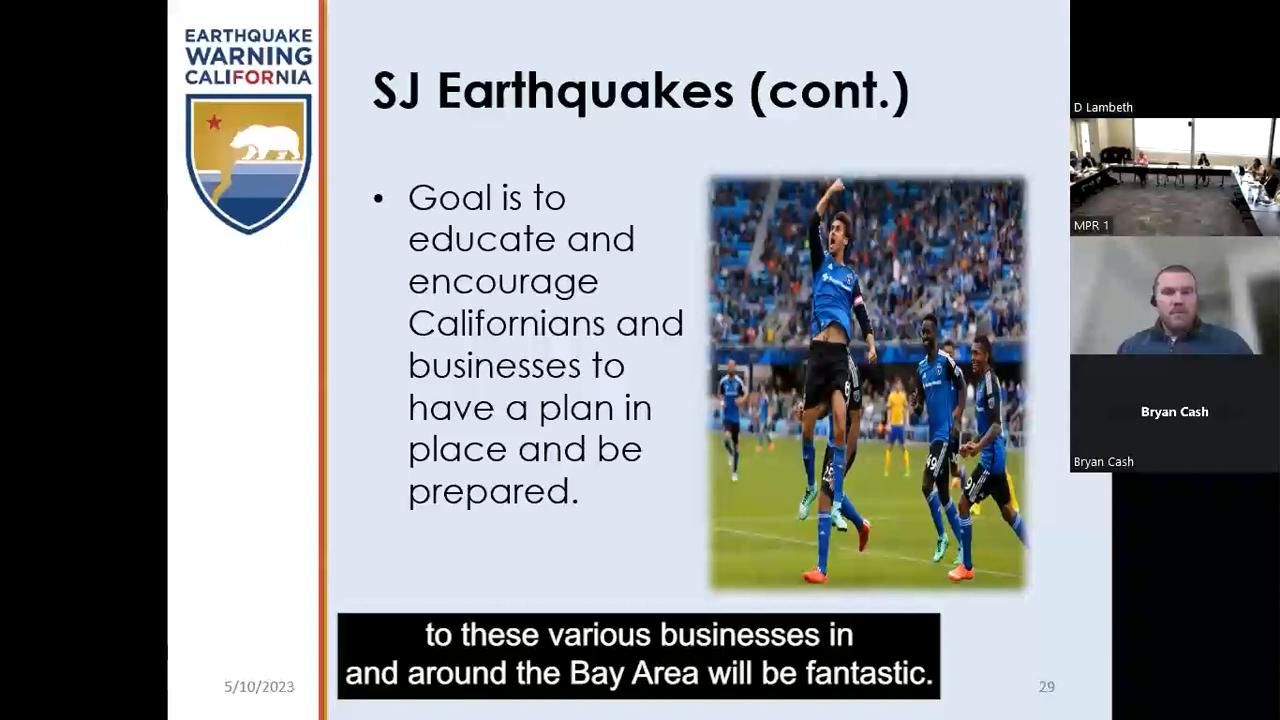 EARTHQUAKE
WARNING
CALIFORNIA
SJ Earthquakes (cont.)
• Goal is to
educate and
encourage
Californians and
businesses to
have a plan in
place and be
prepared.
to these various businesses in
and around the Bay Area will be fantastic.
5/10/2023
29
D Lambeth
MPR 1
Bryan Cash
Bryan Cash